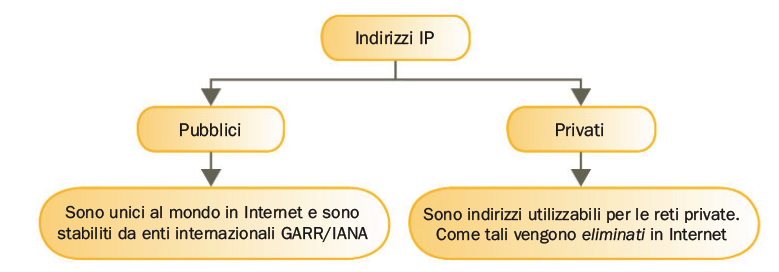 Indirizzi IP
Pubblici
Privati
Sono unici al mondo in Internet e sono
stabiliti da enti internazionali GARR/IANA
Sono indirizzi utilizzabili per le reti private.
Come tali vengono eliminati in Internet